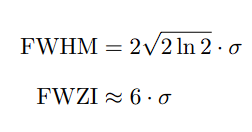 FWHM = 2√(2 ln 2) · σ
FWZI ≈ 6 · σ